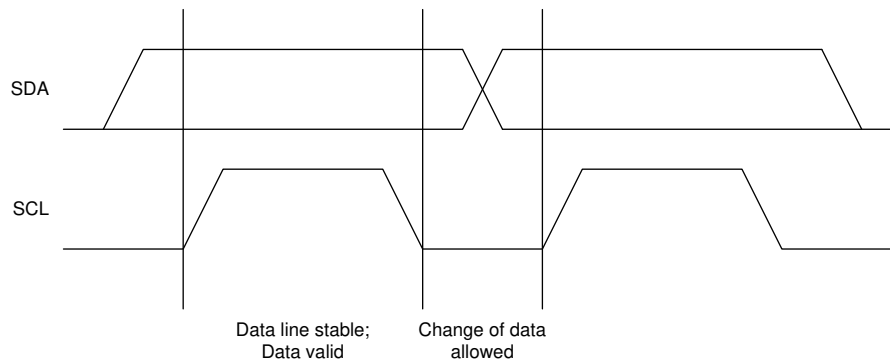 SDA
SCL
Data line stable;
Data valid
Change of data
allowed